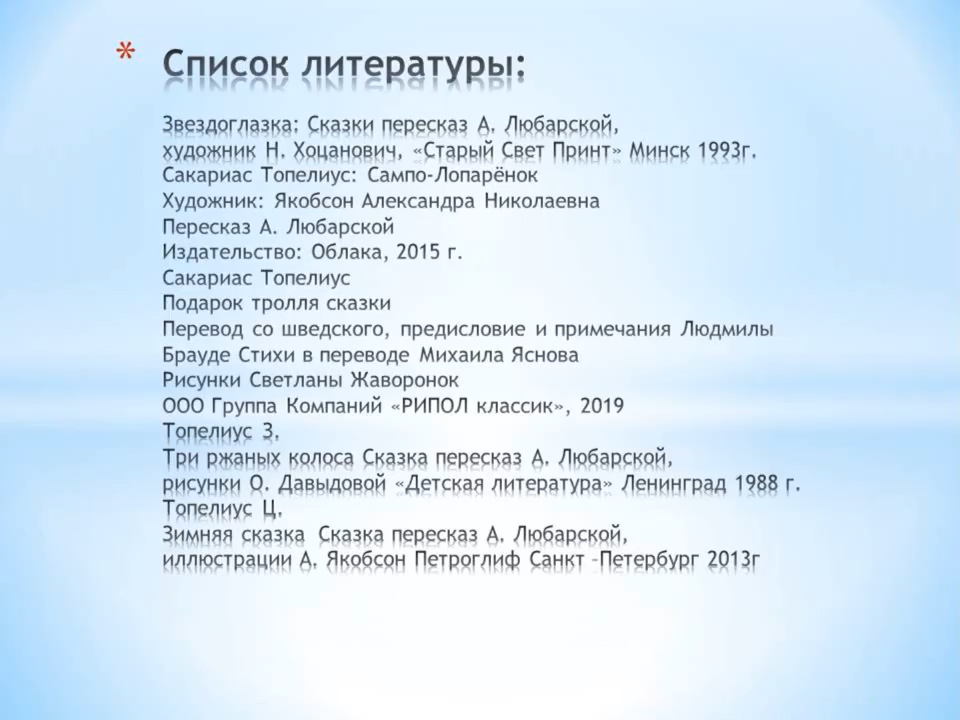 * Список литературы:
Звездоглазка: Сказки пересказ А. Любарской,
художник Н. Хоцанович, «Старый Свет Принт» Минск 1993г.
Сакариас Топелиус: Сампо-Лопарёнок
Художник: Якобсон Александра Николаевна
Пересказ А. Любарской
Издательство: Облака, 2015 г.
Сакариас Топелиус
Подарок тролля сказки
Перевод со шведского, предисловие и примечания Людмилы
Брауде Стихи в переводе Михаила Яснова
Рисунки Светланы Жаворонок
ООО Группа Компаний «РИПОЛ классик», 2019
Топелиус З.
Три ржаных колоса Сказка пересказ А. Любарской,
рисунки О. Давыдовой «Детская литература» Ленинград 1988 г.
Топелиус Ц.
Зимняя сказка Сказка пересказ А. Любарской,
иллюстрации А. Якобсон Петроглиф Санкт –Петербург 2013г